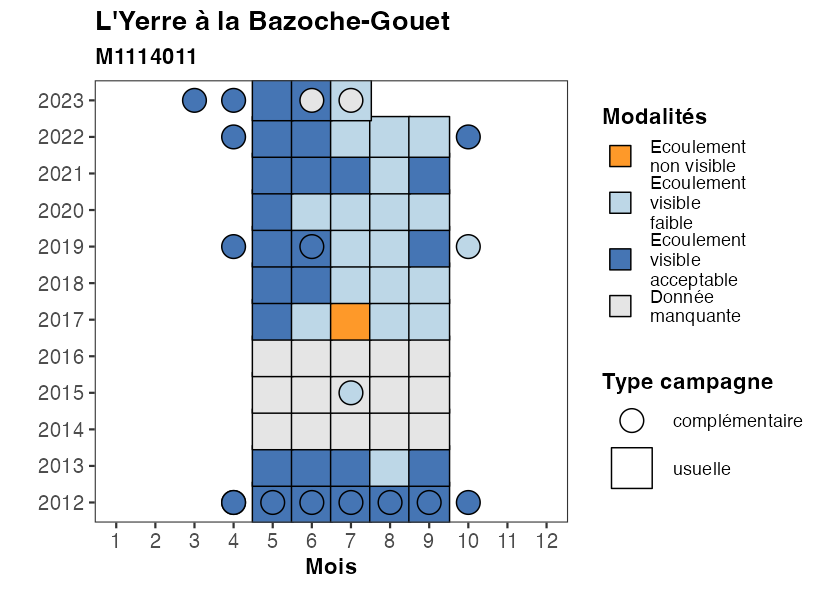 L'Yerre à la Bazoche-Gouet
M1114011
2023
2022
2021
2020
2019
2018
2017
2016
2015
2014
2013
2012
1 2 3 4 5 6 7 8 9 10 11 12
Mois
Modalités
Ecoulement
non visible
Ecoulement
visible
faible
Ecoulement
visible
acceptable
Donnée
manquante
Type campagne
complémentaire
usuelle